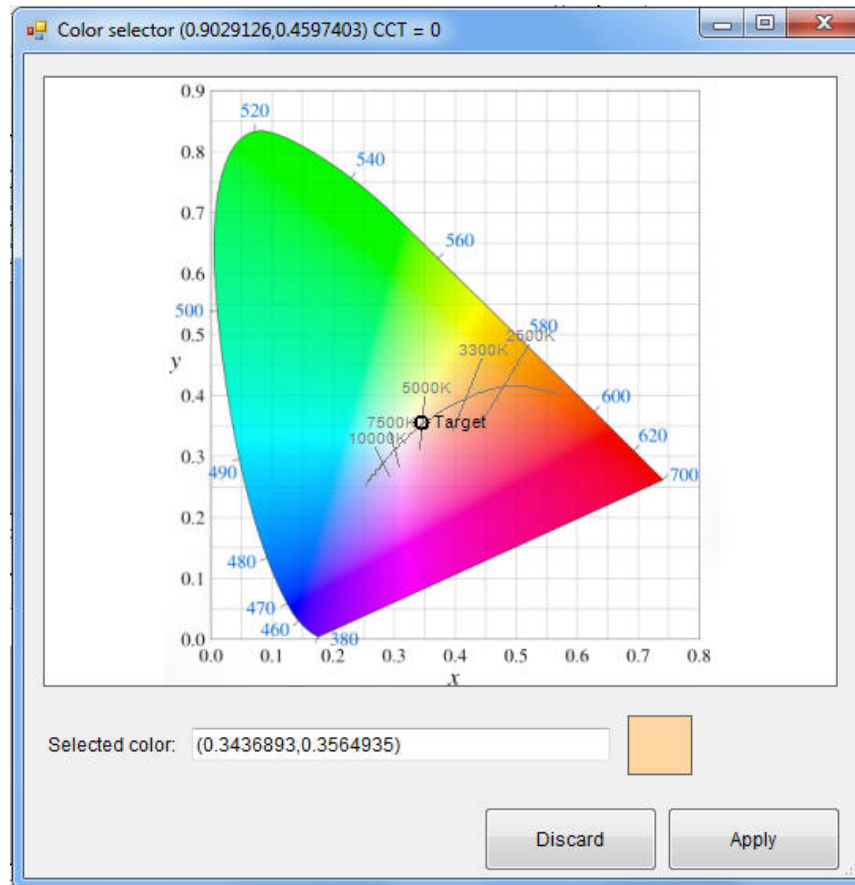 Color selector (0.9029126,0.4597403) CCT = 0
0.9
520
0.8
540
0.7
560
0.6
500
0.5
580
2500K
3300K
y
0.4
5000K
600
7500K
Target
620
10000K
0.3
490
700
0.2
480
0.1
470
460
0.0
380
0.0 0.1 0.2 0.3 0.4 0.5 0.6 0.7 0.8
x
Selected color: (0.3436893,0.3564935)
Discard Apply